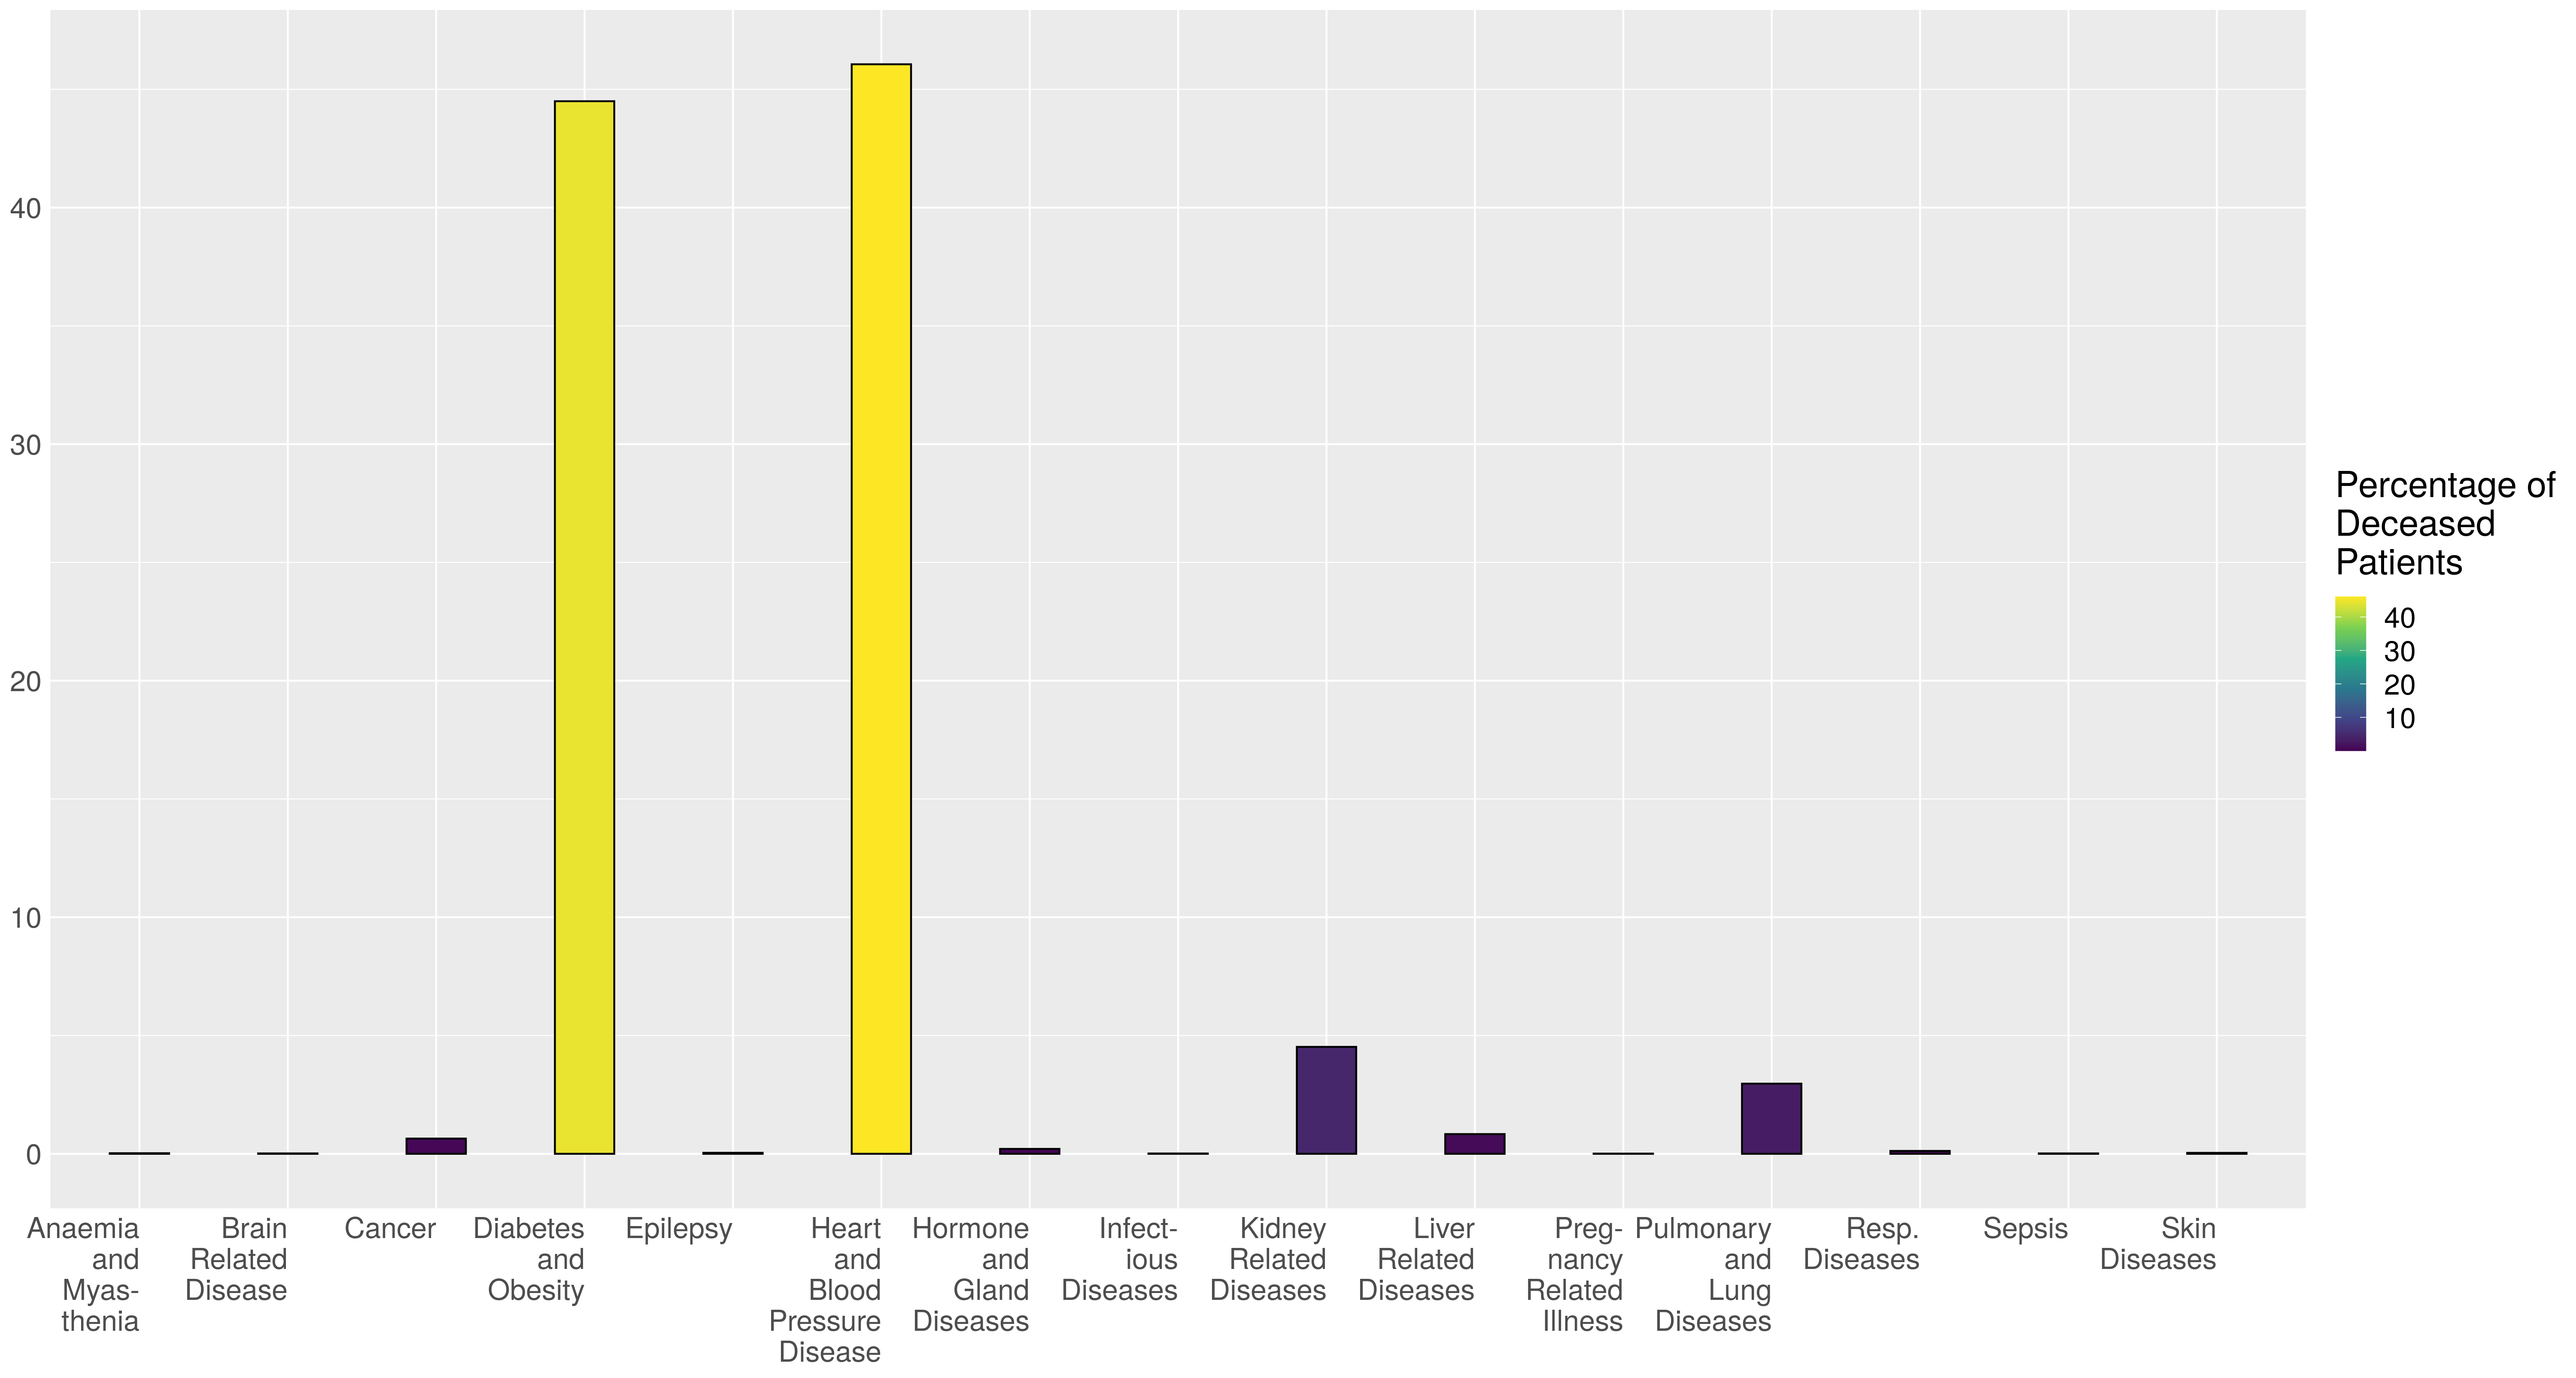 40
30
20
10
0
Anaemia
and
Myas-
thenia
Brain
Related
Disease
Cancer
Diabetes
and
Obesity
Epilepsy
Heart
and
Blood
Pressure
Disease
Hormone
and
Gland
Diseases
Infect-
ious
Diseases
Kidney
Related
Diseases
Liver
Related
Diseases
Preg-
nancy
Related
Illness
Pulmonary
and
Lung
Diseases
Resp.
Diseases
Sepsis
Skin
Diseases
Percentage of
Deceased
Patients
40
30
20
10